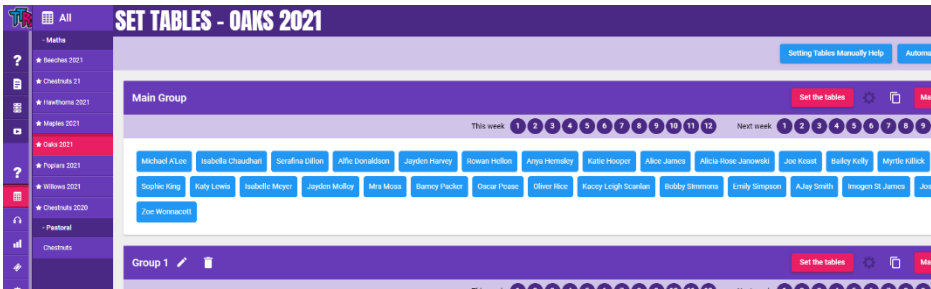 TTR All SET TABLES - OAKS 2021
- Maths
Beeches 2021 Setting Tables Manually Help Automa
Chestnuts 21
Hawthorns 2021 Main Group Set the tables Ma
Maples 2021 This week 1 2 3 4 5 6 7 8 9 10 11 12 Next week 1 2 3 4 5 6 7 8 9
Oaks 2021
Poplars 2021 Michael A'Lee Isabella Chaudhari Serafina Dillon Alfie Donaldson Jayden Harvey Rowan Hellon Anya Hemsley Katie Hooper Alice James Alicia-Rose Janowski Joe Keast Bailey Kelly Myrtle Killick
Willows 2021 Sophie King Katy Lewis Isabelle Meyer Jayden Molloy Mrs Moss Barney Packer Oscar Pease Oliver Rice Kacey-Leigh Scanlan Bobby Simmons Emily Simpson AJay Smith Imogen St James Jos
Chestnuts 2020 Zoe Wonnacott
- Pastoral
Chestnuts
Group 1 Set the tables Ma